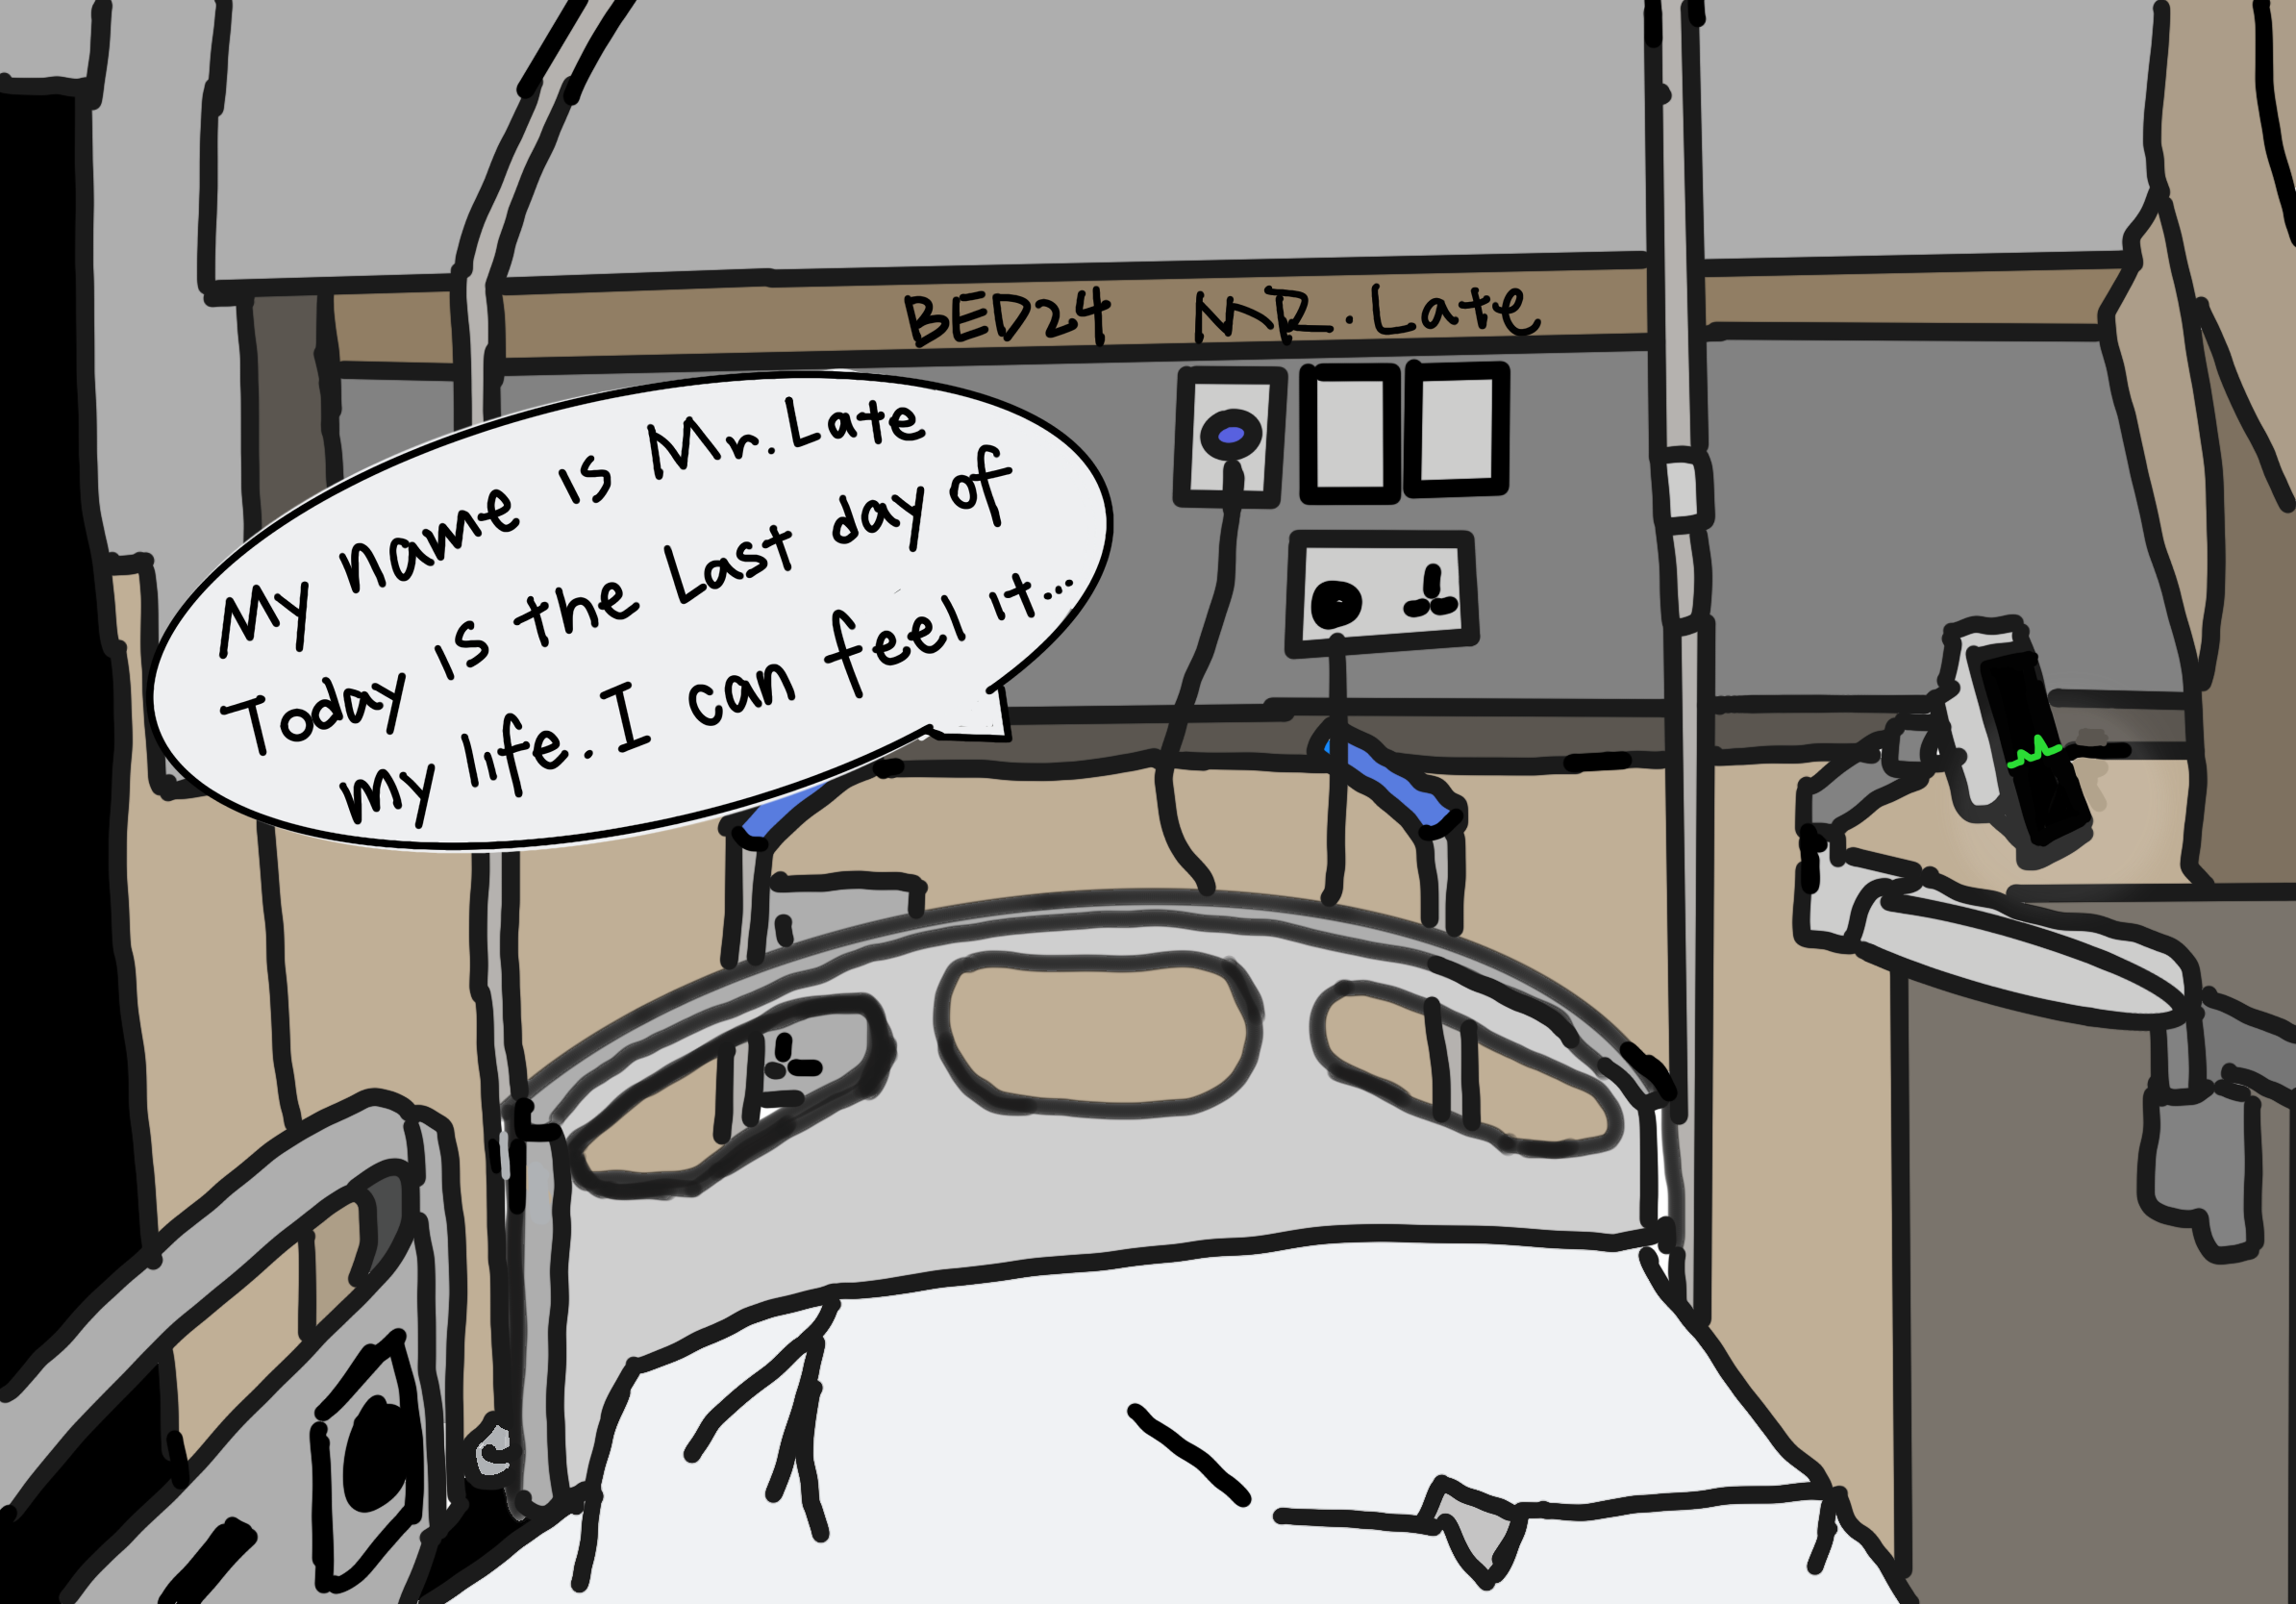 BED24 MR. Late
My name is Mr. Late
Today is the Last day of
my life. I can feel it...